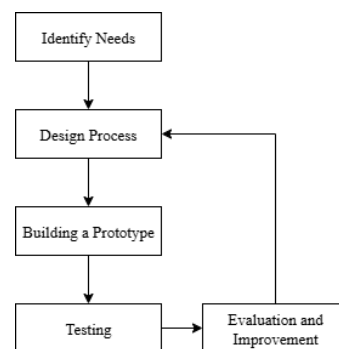 Identify Needs
Design Process
Building a Prototype
Testing
Evaluation and
Improvement